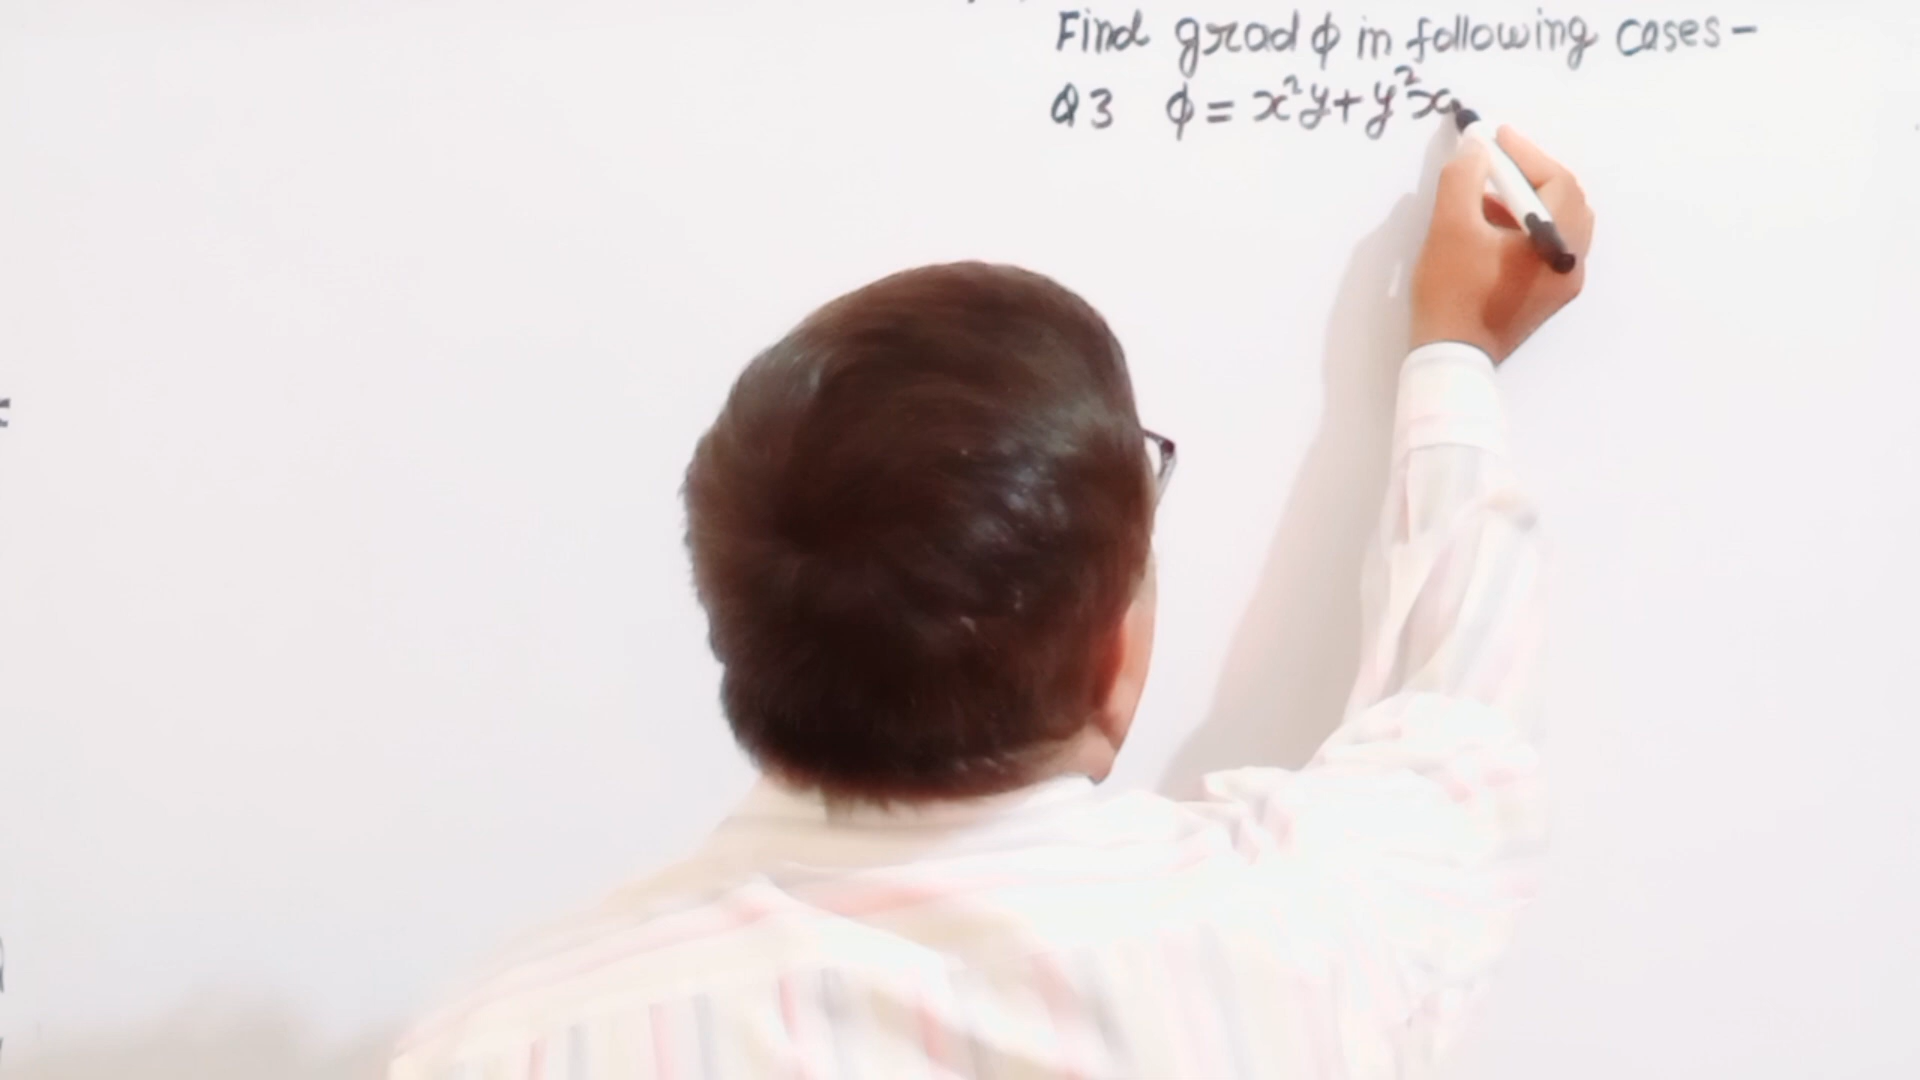 Find grad ϕ in following cases-
Q3 ϕ = x²y+y²x